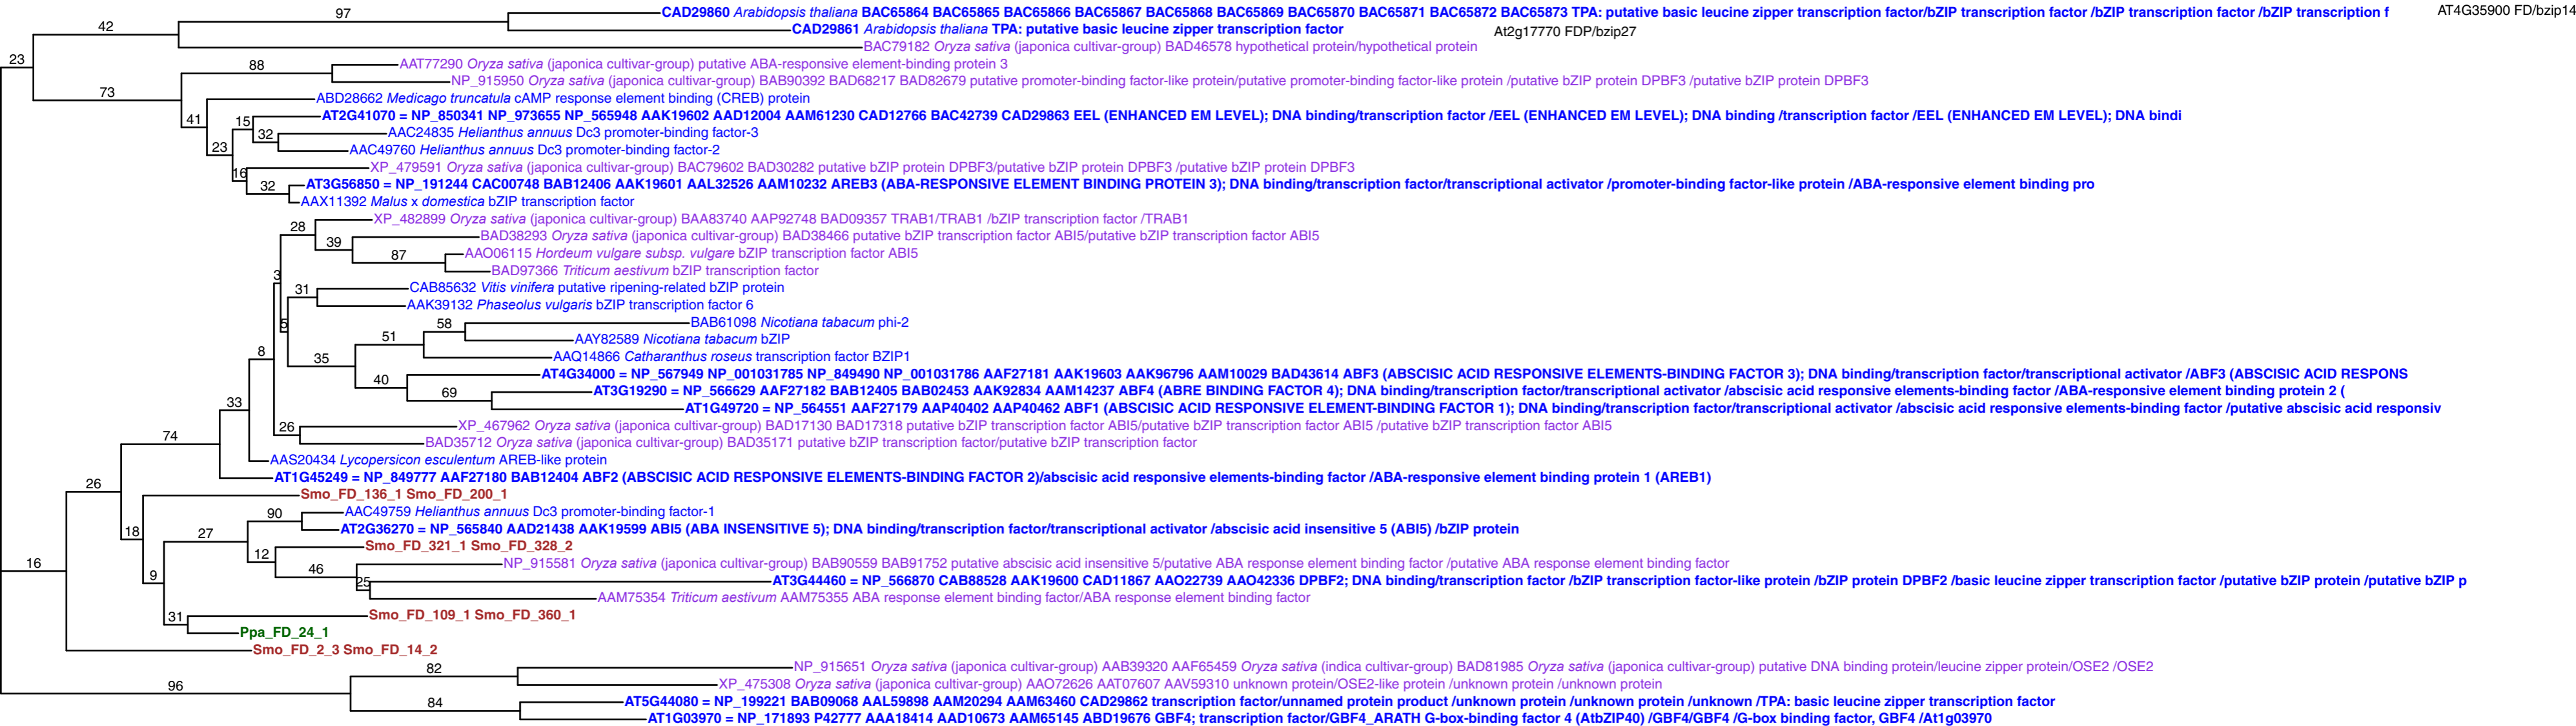 97
CAD29860 Arabidopsis thaliana BAC65864 BAC65865 BAC65866 BAC65867 BAC65868 BAC65869 BAC65870 BAC65871 BAC65872 BAC65873 TPA: putative basic leucine zipper transcription factor/bZIP transcription factor /bZIP transcription factor /bZIP transcription f
AT4G35900 FD/bzip14
42
CAD29861 Arabidopsis thaliana TPA: putative basic leucine zipper transcription factor
At2g17770 FDP/bzip27
BAC79182 Oryza sativa (japonica cultivar-group) BAD46578 hypothetical protein/hypothetical protein
23
88
AAT77290 Oryza sativa (japonica cultivar-group) putative ABA-responsive element-binding protein 3
NP_915950 Oryza sativa (japonica cultivar-group) BAB90392 BAD68217 BAD82679 putative promoter-binding factor-like protein/putative promoter-binding factor-like protein /putative bZIP protein DPBF3 /putative bZIP protein DPBF3
73
ABD28662 Medicago truncatula cAMP response element binding (CREB) protein
41
15
AT2G41070 = NP_850341 NP_973655 NP_565948 AAK19602 AAD12004 AAM61230 CAD12766 BAC42739 CAD29863 EEL (ENHANCED EM LEVEL); DNA binding/transcription factor /EEL (ENHANCED EM LEVEL); DNA binding /transcription factor /EEL (ENHANCED EM LEVEL); DNA bindi
32
AAC24835 Helianthus annuus Dc3 promoter-binding factor-3
23
AAC49760 Helianthus annuus Dc3 promoter-binding factor-2
16
XP_479591 Oryza sativa (japonica cultivar-group) BAC79602 BAD30282 putative bZIP protein DPBF3/putative bZIP protein DPBF3 /putative bZIP protein DPBF3
32
AT3G56850 = NP_191244 CAC00748 BAB12406 AAK19601 AAL32526 AAM10232 AREB3 (ABA-RESPONSIVE ELEMENT BINDING PROTEIN 3); DNA binding/transcription factor/transcriptional activator /promoter-binding factor-like protein /ABA-responsive element binding pro
AAX11392 Malus x domestica bZIP transcription factor
28
XP_482899 Oryza sativa (japonica cultivar-group) BAA83740 AAP92748 BAD09357 TRAB1/TRAB1 /bZIP transcription factor /TRAB1
39
BAD38293 Oryza sativa (japonica cultivar-group) BAD38466 putative bZIP transcription factor ABI5/putative bZIP transcription factor ABI5
87
AAO06115 Hordeum vulgare subsp. vulgare bZIP transcription factor ABI5
3
BAD97366 Triticum aestivum bZIP transcription factor
31
CAB85632 Vitis vinifera putative ripening-related bZIP protein
AAK39132 Phaseolus vulgaris bZIP transcription factor 6
5
58
BAB61098 Nicotiana tabacum phi-2
51
AAY82589 Nicotiana tabacum bZIP
8
35
AAQ14866 Catharanthus roseus transcription factor BZIP1
40
AT4G34000 = NP_567949 NP_001031785 NP_849490 NP_001031786 AAF27181 AAK19603 AAK96796 AAM10029 BAD43614 ABF3 (ABSCISIC ACID RESPONSIVE ELEMENTS-BINDING FACTOR 3); DNA binding/transcription factor/transcriptional activator /ABF3 (ABSCISIC ACID RESPONS
69
AT3G19290 = NP_566629 AAF27182 BAB12405 BAB02453 AAK92834 AAM14237 ABF4 (ABRE BINDING FACTOR 4); DNA binding/transcription factor/transcriptional activator /abscisic acid responsive elements-binding factor /ABA-responsive element binding protein 2 (
33
AT1G49720 = NP_564551 AAF27179 AAP40402 AAP40462 ABF1 (ABSCISIC ACID RESPONSIVE ELEMENT-BINDING FACTOR 1); DNA binding/transcription factor/transcriptional activator /abscisic acid responsive elements-binding factor /putative abscisic acid responsiv
26
XP_467962 Oryza sativa (japonica cultivar-group) BAD17130 BAD17318 putative bZIP transcription factor ABI5/putative bZIP transcription factor ABI5 /putative bZIP transcription factor ABI5
74
BAD35712 Oryza sativa (japonica cultivar-group) BAD35171 putative bZIP transcription factor/putative bZIP transcription factor
AAS20434 Lycopersicon esculentum AREB-like protein
AT1G45249 = NP_849777 AAF27180 BAB12404 ABF2 (ABSCISIC ACID RESPONSIVE ELEMENTS-BINDING FACTOR 2)/abscisic acid responsive elements-binding factor /ABA-responsive element binding protein 1 (AREB1)
26
Smo_FD_136_1 Smo_FD_200_1
90
AAC49759 Helianthus annuus Dc3 promoter-binding factor-1
18
27
AT2G36270 = NP_565840 AAD21438 AAK19599 ABI5 (ABA INSENSITIVE 5); DNA binding/transcription factor/transcriptional activator /abscisic acid insensitive 5 (ABI5) /bZIP protein
12
Smo_FD_321_1 Smo_FD_328_2
16
46
NP_915581 Oryza sativa (japonica cultivar-group) BAB90559 BAB91752 putative abscisic acid insensitive 5/putative ABA response element binding factor /putative ABA response element binding factor
9
25
AT3G44460 = NP_566870 CAB88528 AAK19600 CAD11867 AAO22739 AAO42336 DPBF2; DNA binding/transcription factor /bZIP transcription factor-like protein /bZIP protein DPBF2 /basic leucine zipper transcription factor /putative bZIP protein /putative bZIP p
AAM75354 Triticum aestivum AAM75355 ABA response element binding factor/ABA response element binding factor
31
Smo_FD_109_1 Smo_FD_360_1
Ppa_FD_24_1
Smo_FD_2_3 Smo_FD_14_2
82
NP_915651 Oryza sativa (japonica cultivar-group) AAB39320 AAF65459 Oryza sativa (indica cultivar-group) BAD81985 Oryza sativa (japonica cultivar-group) putative DNA binding protein/leucine zipper protein/OSE2 /OSE2
96
XP_475308 Oryza sativa (japonica cultivar-group) AAO72626 AAT07607 AAV59310 unknown protein/OSE2-like protein /unknown protein /unknown protein
84
AT5G44080 = NP_199221 BAB09068 AAL59898 AAM20294 AAM63460 CAD29862 transcription factor/unnamed protein product /unknown protein /unknown protein /unknown /TPA: basic leucine zipper transcription factor
AT1G03970 = NP_171893 P42777 AAA18414 AAD10673 AAM65145 ABD19676 GBF4; transcription factor/GBF4_ARATH G-box-binding factor 4 (AtbZIP40) /GBF4/GBF4 /G-box binding factor, GBF4 /At1g03970